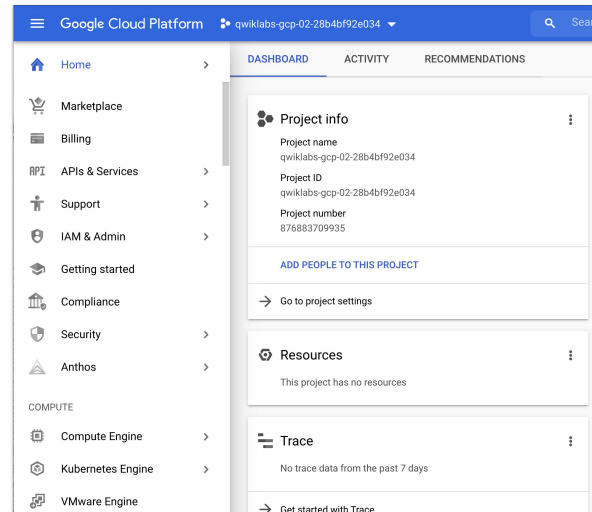 Google Cloud Platform
qwiklabs-gcp-02-28b4bf92e034
Home
Marketplace
Billing
API
APIs & Services
Support
IAM & Admin
Getting started
Compliance
Security
Anthos
COMPUTE
Compute Engine
Kubernetes Engine
VMware Engine
DASHBOARD
ACTIVITY
RECOMMENDATIONS
Project info
Project name
qwiklabs-gcp-02-28b4bf92e034
Project ID
qwiklabs-gcp-02-28b4bf92e034
Project number
876883709935
ADD PEOPLE TO THIS PROJECT
Go to project settings
Resources
This project has no resources
Trace
No trace data from the past 7 days
Get started with Trace